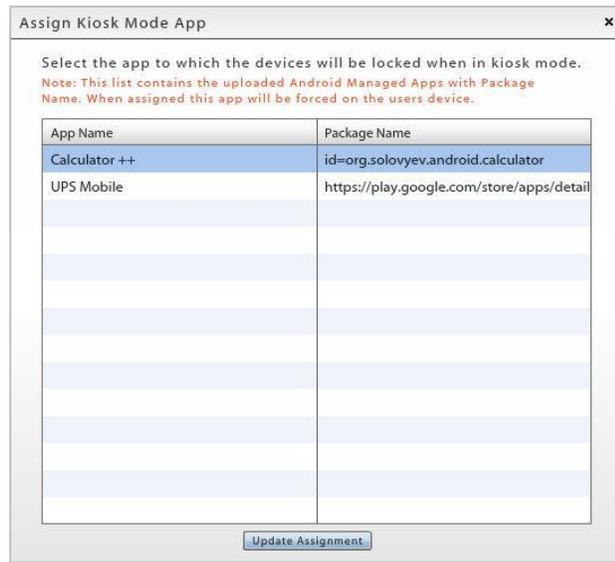 Assign Kiosk Mode App
×
Select the app to which the devices will be locked when in kiosk mode.
Note: This list contains the uploaded Android Managed Apps with Package
Name. When assigned this app will be forced on the users device.
App Name Package Name
Calculator ++ id=org.solovyev.android.calculator
UPS Mobile https://play.google.com/store/apps/detail
Update Assignment